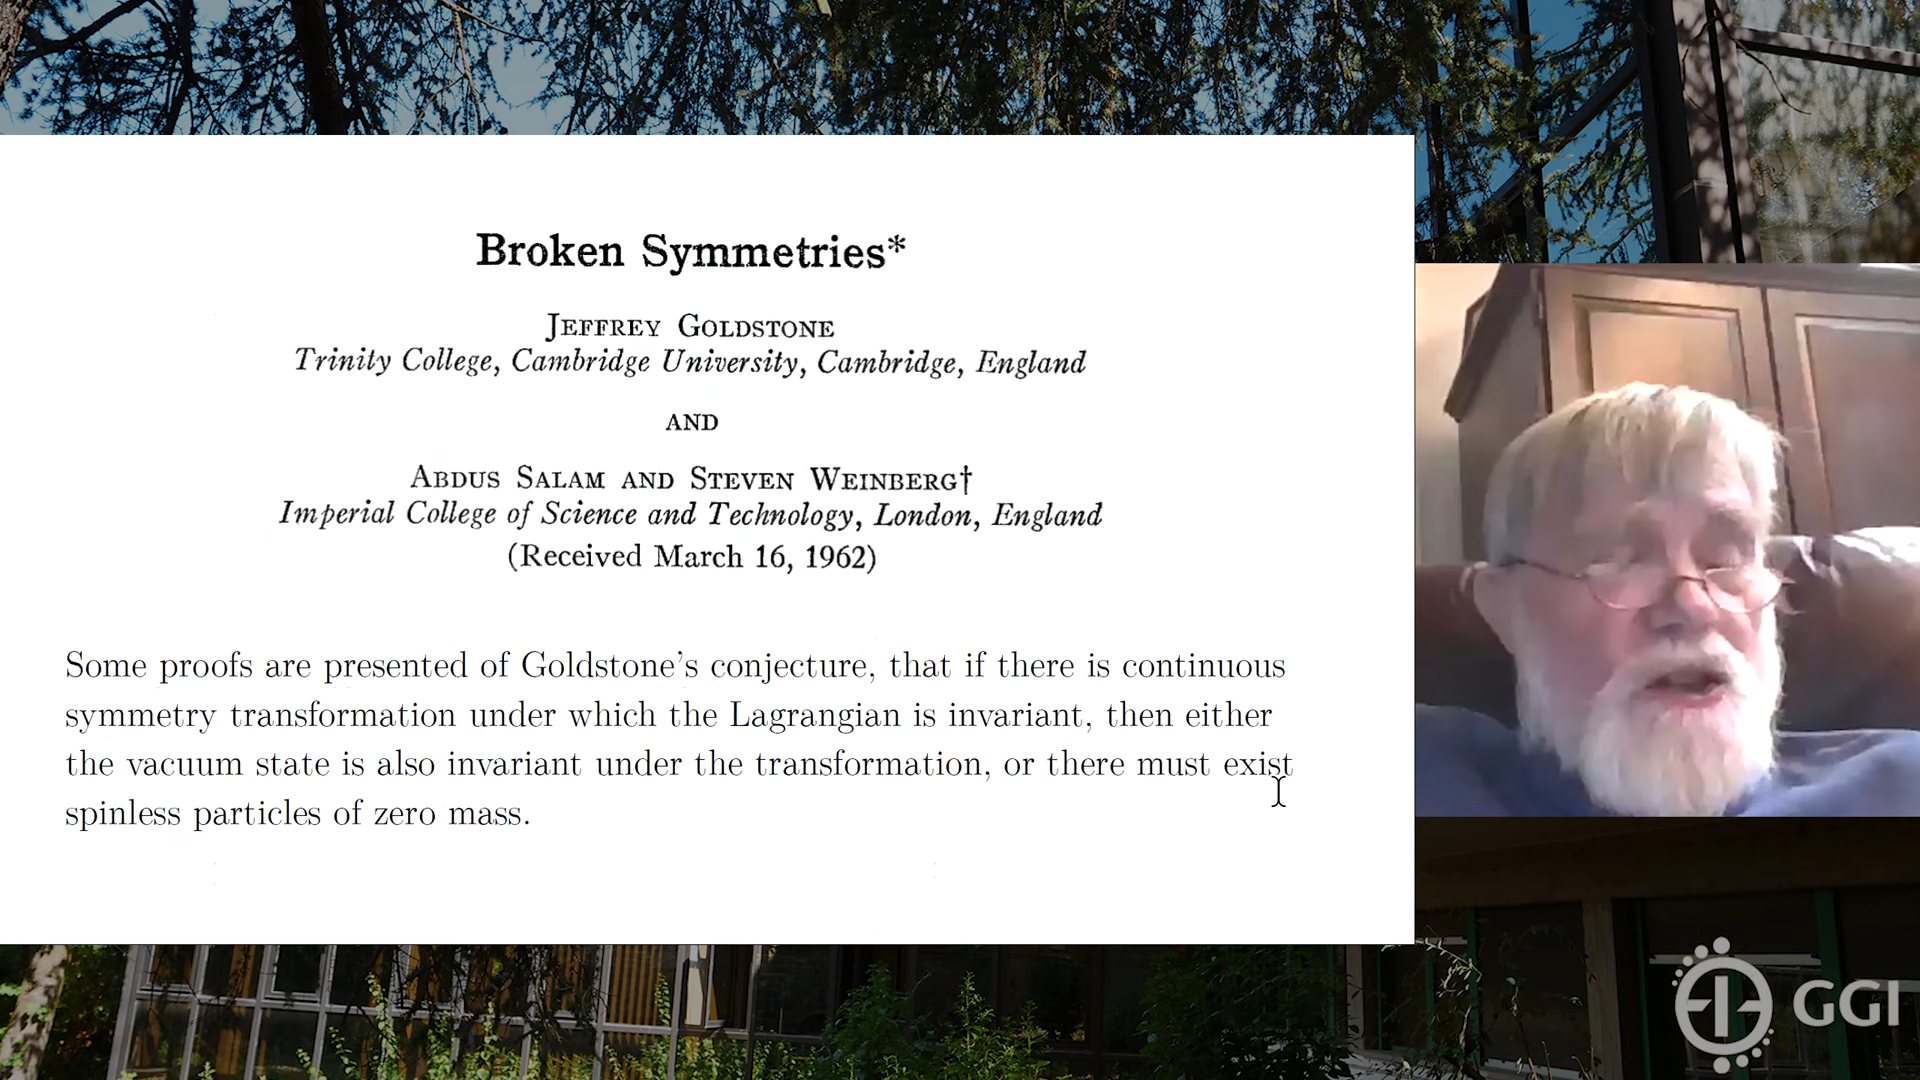 Broken Symmetries*
JEFFREY GOLDSTONE
Trinity College, Cambridge University, Cambridge, England
AND
ABDUS SALAM AND STEVEN WEINBERG†
Imperial College of Science and Technology, London, England
(Received March 16, 1962)
Some proofs are presented of Goldstone's conjecture, that if there is continuous
symmetry transformation under which the Lagrangian is invariant, then either
the vacuum state is also invariant under the transformation, or there must exist
spinless particles of zero mass.
GGI